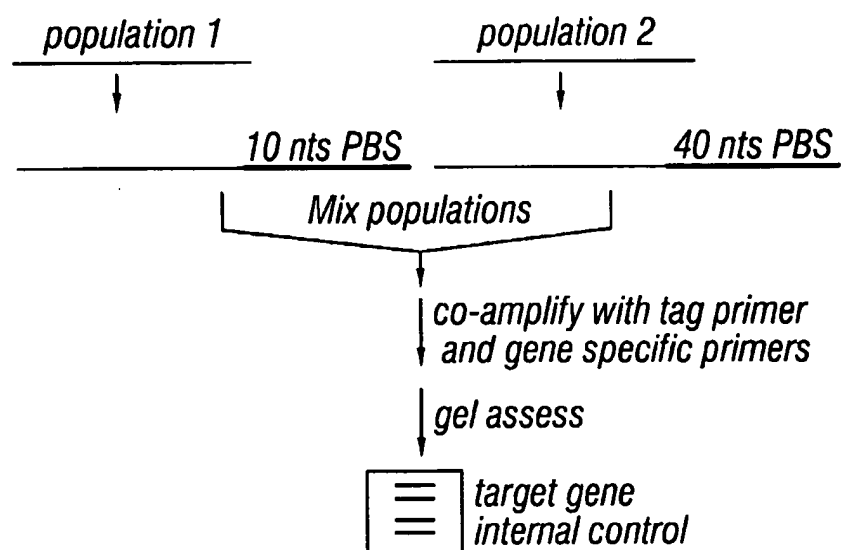 population 1
population 2
10 nts PBS
40 nts PBS
Mix populations
co-amplify with tag primer
and gene specific primers
gel assess
target gene
internal control